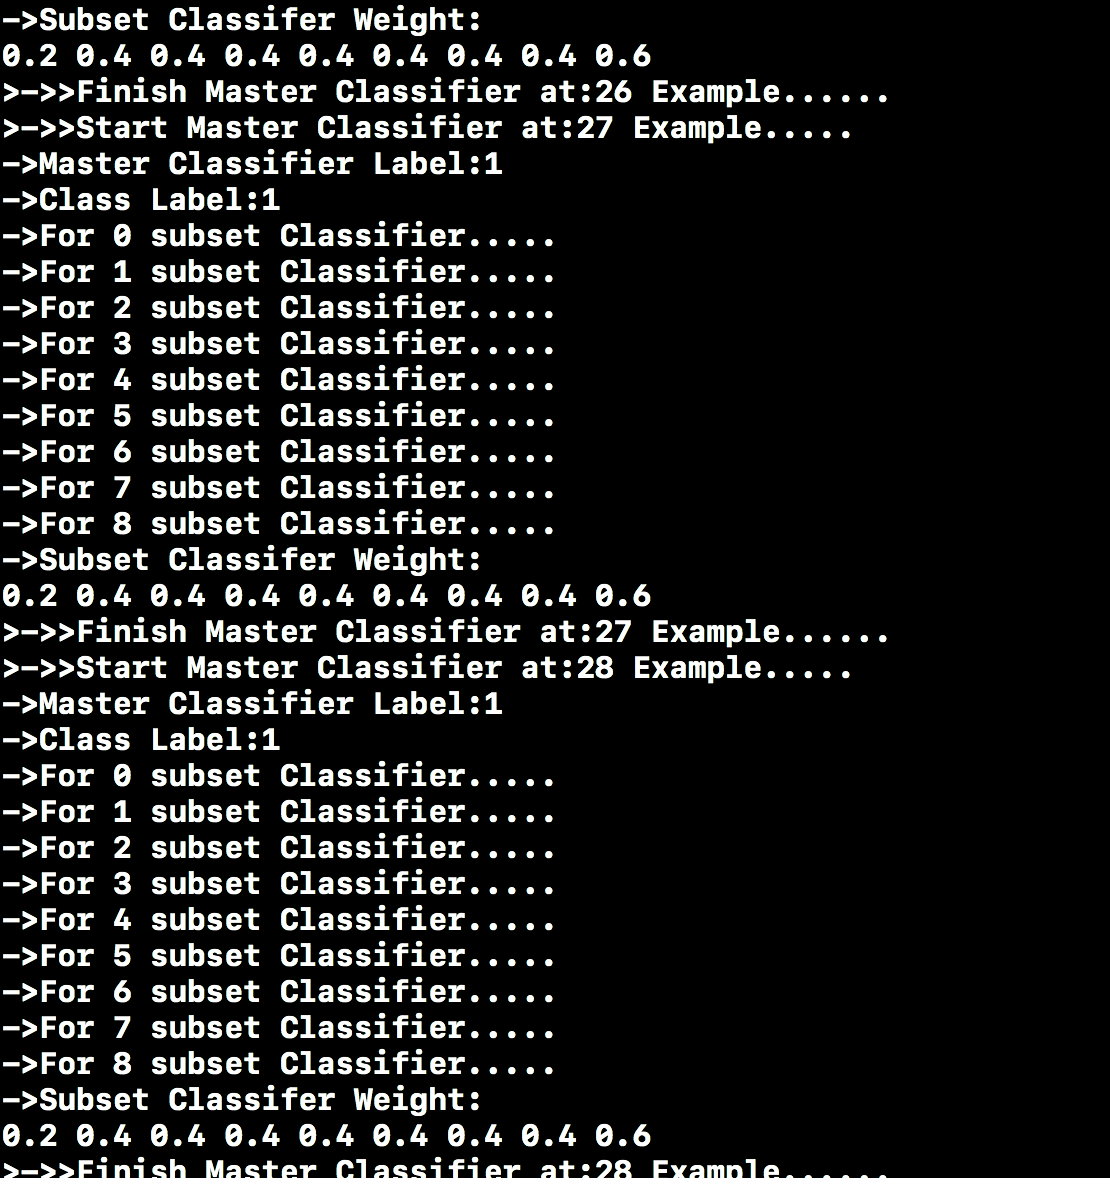 ->Subset Classifer Weight:
0.2 0.4 0.4 0.4 0.4 0.4 0.4 0.4 0.6
>->>Finish Master Classifier at:26 Example......
>->>Start Master Classifier at:27 Example.....
->Master Classifier Label:1
->Class Label:1
->For 0 subset Classifier.....
->For 1 subset Classifier.....
->For 2 subset Classifier.....
->For 3 subset Classifier.....
->For 4 subset Classifier.....
->For 5 subset Classifier.....
->For 6 subset Classifier.....
->For 7 subset Classifier.....
->For 8 subset Classifier.....
->Subset Classifer Weight:
0.2 0.4 0.4 0.4 0.4 0.4 0.4 0.4 0.6
>->>Finish Master Classifier at:27 Example......
>->>Start Master Classifier at:28 Example.....
->Master Classifier Label:1
->Class Label:1
->For 0 subset Classifier.....
->For 1 subset Classifier.....
->For 2 subset Classifier.....
->For 3 subset Classifier.....
->For 4 subset Classifier.....
->For 5 subset Classifier.....
->For 6 subset Classifier.....
->For 7 subset Classifier.....
->For 8 subset Classifier.....
->Subset Classifer Weight:
0.2 0.4 0.4 0.4 0.4 0.4 0.4 0.4 0.6
>->>Finish Master Classifier at:28 Example......